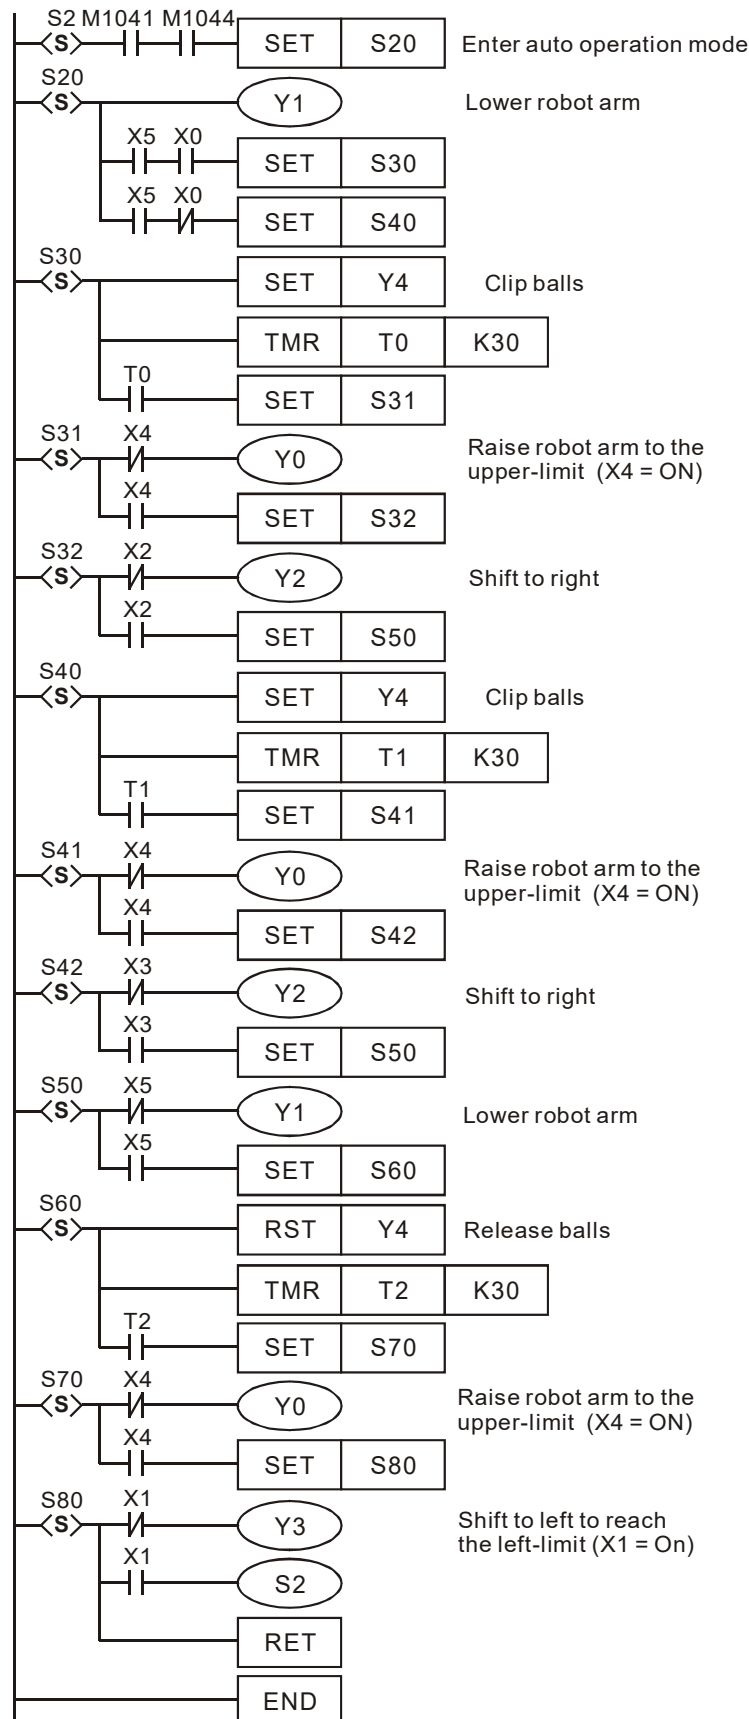 S2 M1041 M1044
S SET S20 Enter auto operation mode
S20
S Y1 Lower robot arm
X5 X0
SET S30
X5 X0
SET S40
S30
S SET Y4 Clip balls
TMR T0 K30
T0
SET S31
S31 X4
S Y0 Raise robot arm to the
upper-limit (X4 = ON)
X4
SET S32
S32 X2
S Y2 Shift to right
X2
SET S50
S40
S SET Y4 Clip balls
TMR T1 K30
T1
SET S41
S41 X4
S Y0 Raise robot arm to the
upper-limit (X4 = ON)
X4
SET S42
S42 X3
S Y2 Shift to right
X3
SET S50
S50 X5
S Y1 Lower robot arm
X5
SET S60
S60
S RST Y4 Release balls
TMR T2 K30
T2
SET S70
S70 X4
S Y0 Raise robot arm to the
upper-limit (X4 = ON)
X4
SET S80
S80 X1
S Y3 Shift to left to reach
the left-limit (X1 = On)
X1
S2
RET
END